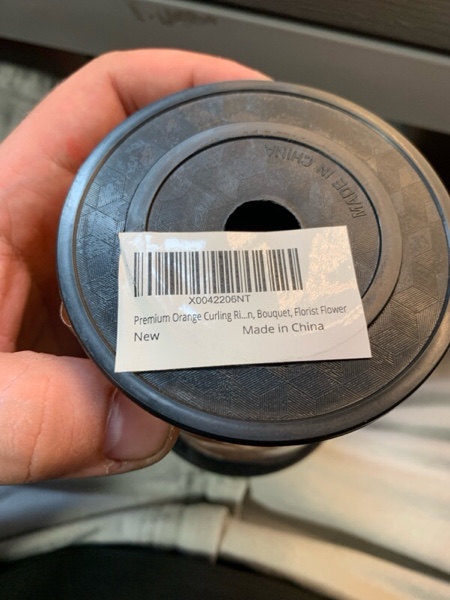 MADE IN CHINA
X0042206NT
Premium Orange Curling Ri...n, Bouquet, Florist Flower
New
Made in China